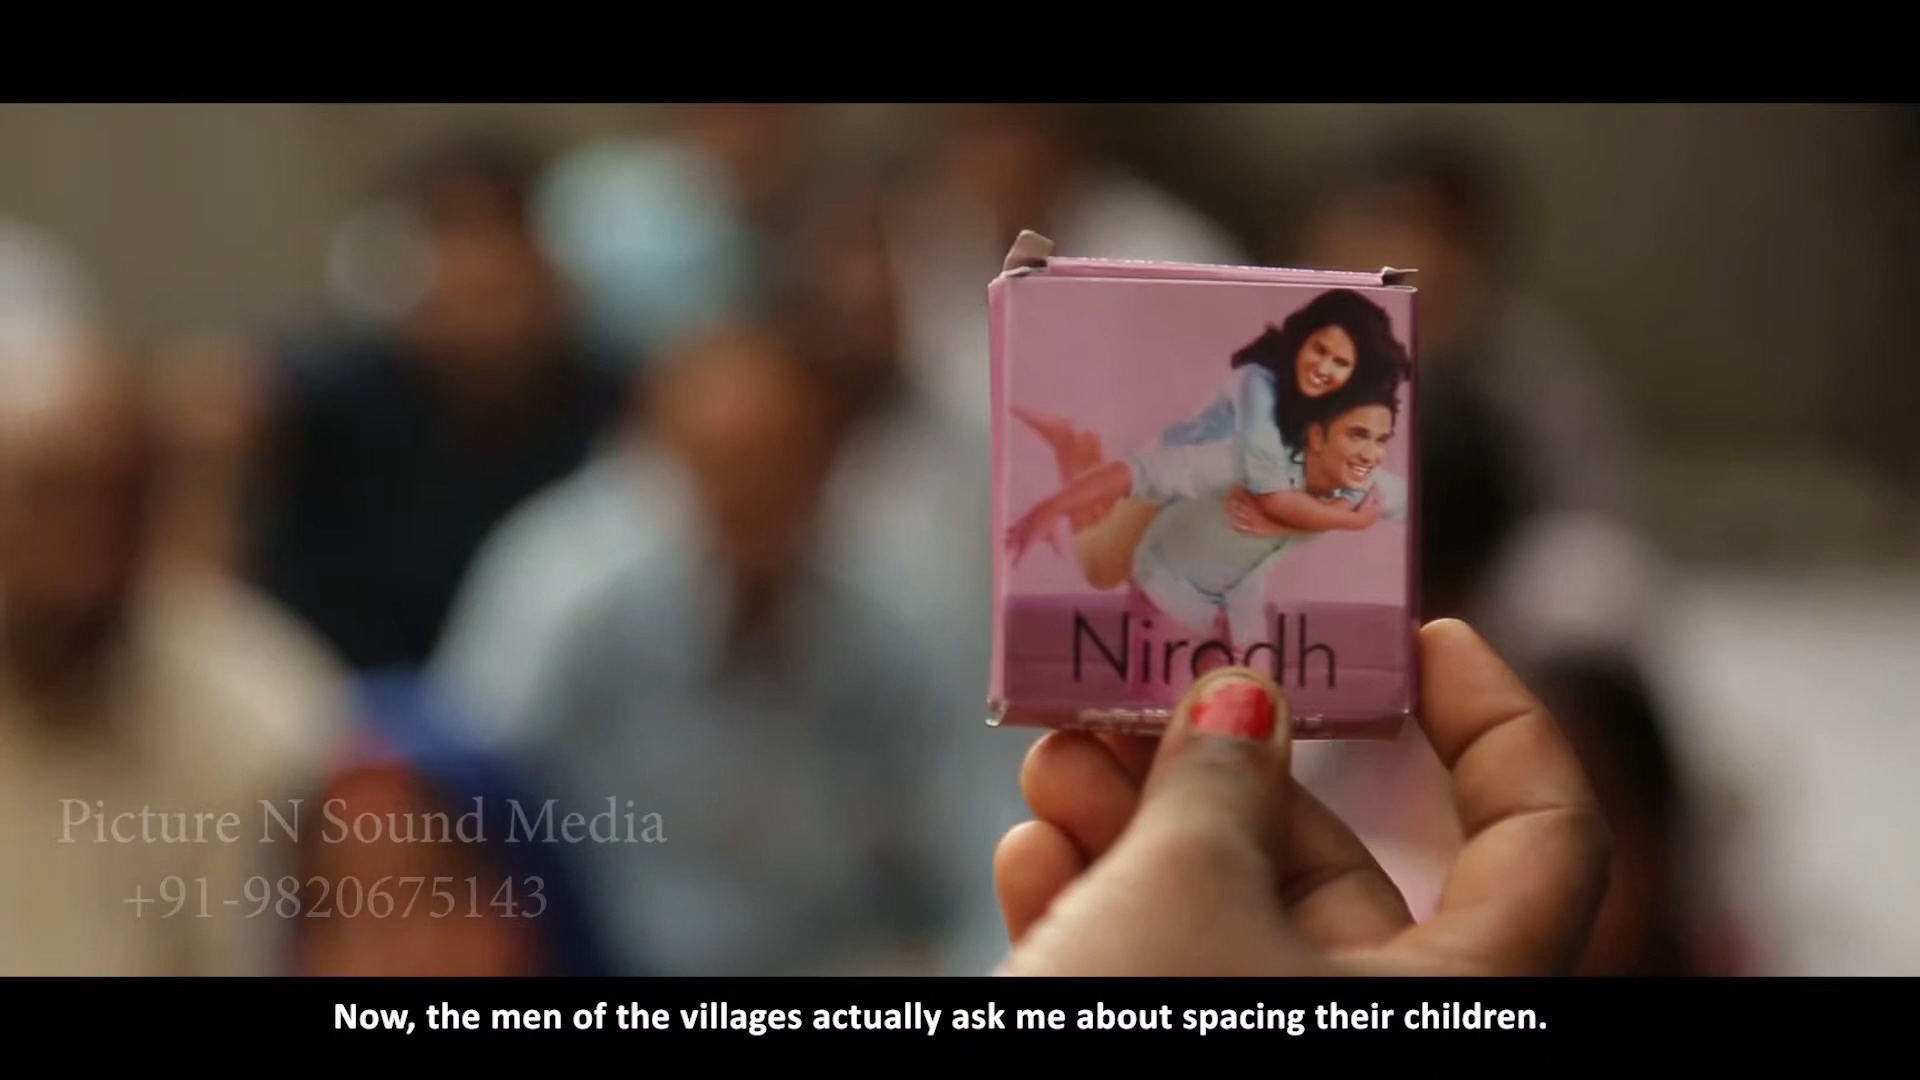 Nirodh
Picture N Sound Media
+91-9820675143
Now, the men of the villages actually ask me about spacing their children.